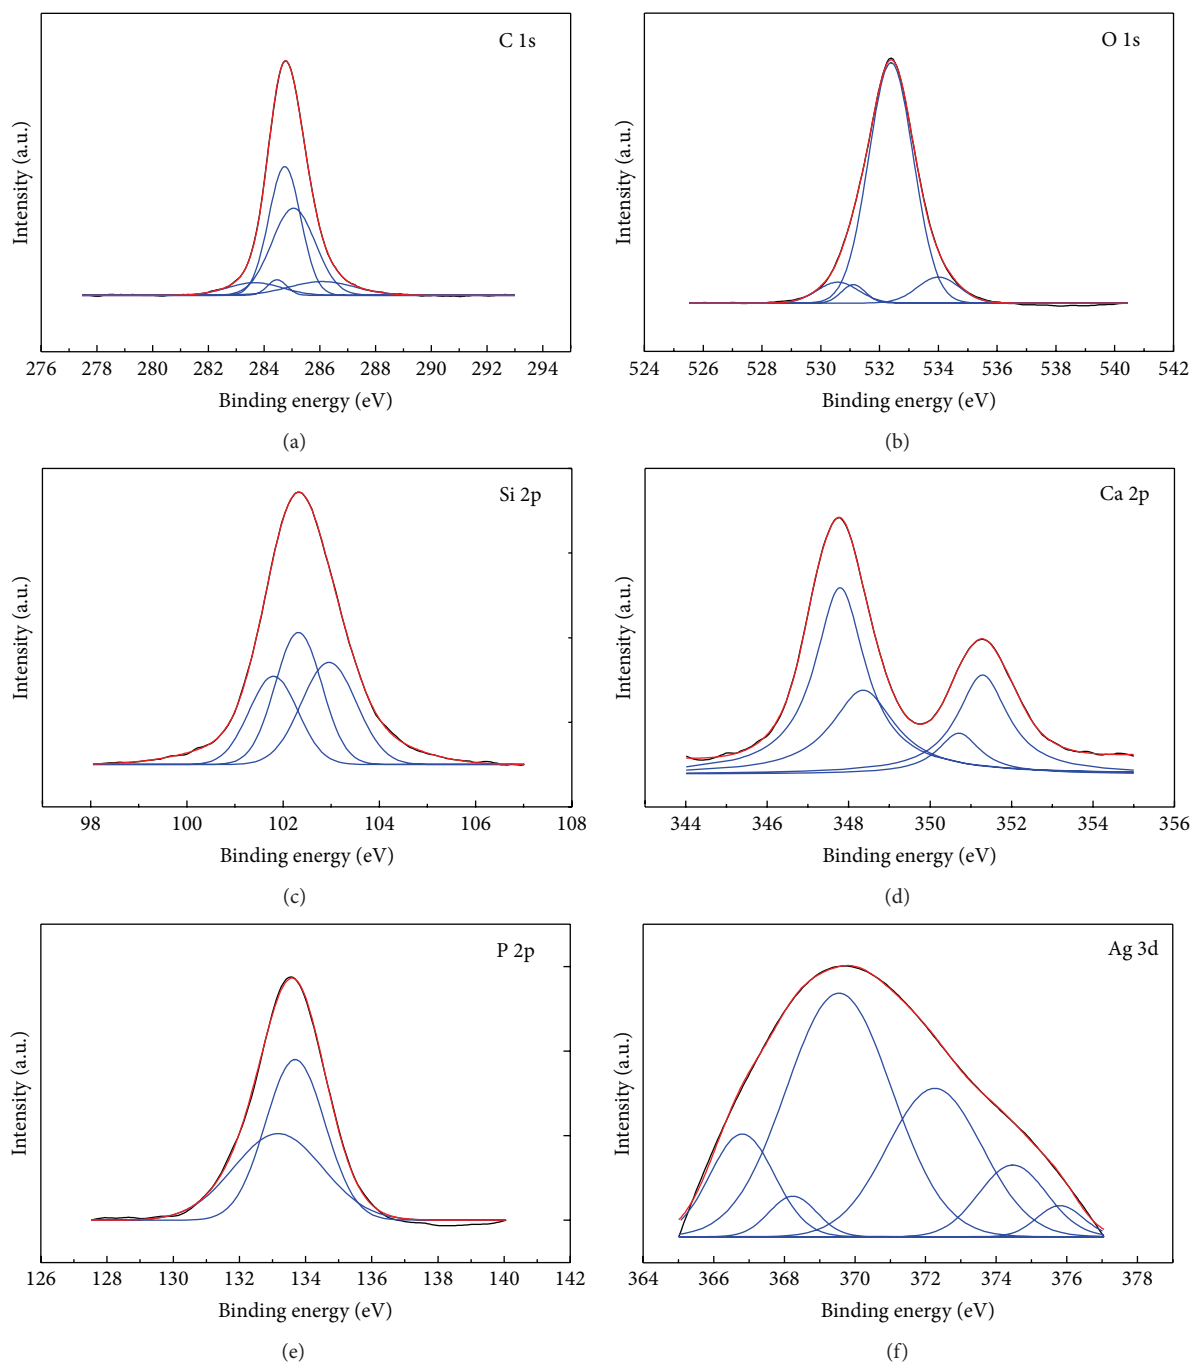 C 1s
Intensity (a.u.)
276 278 280 282 284 286 288 290 292 294
Binding energy (eV)
(a)
O 1s
Intensity (a.u.)
524 526 528 530 532 534 536 538 540 542
Binding energy (eV)
(b)
Si 2p
Intensity (a.u.)
98 100 102 104 106 108
Binding energy (eV)
(c)
Ca 2p
Intensity (a.u.)
344 346 348 350 352 354 356
Binding energy (eV)
(d)
P 2p
Intensity (a.u.)
126 128 130 132 134 136 138 140 142
Binding energy (eV)
(e)
Ag 3d
Intensity (a.u.)
364 366 368 370 372 374 376 378
Binding energy (eV)
(f)